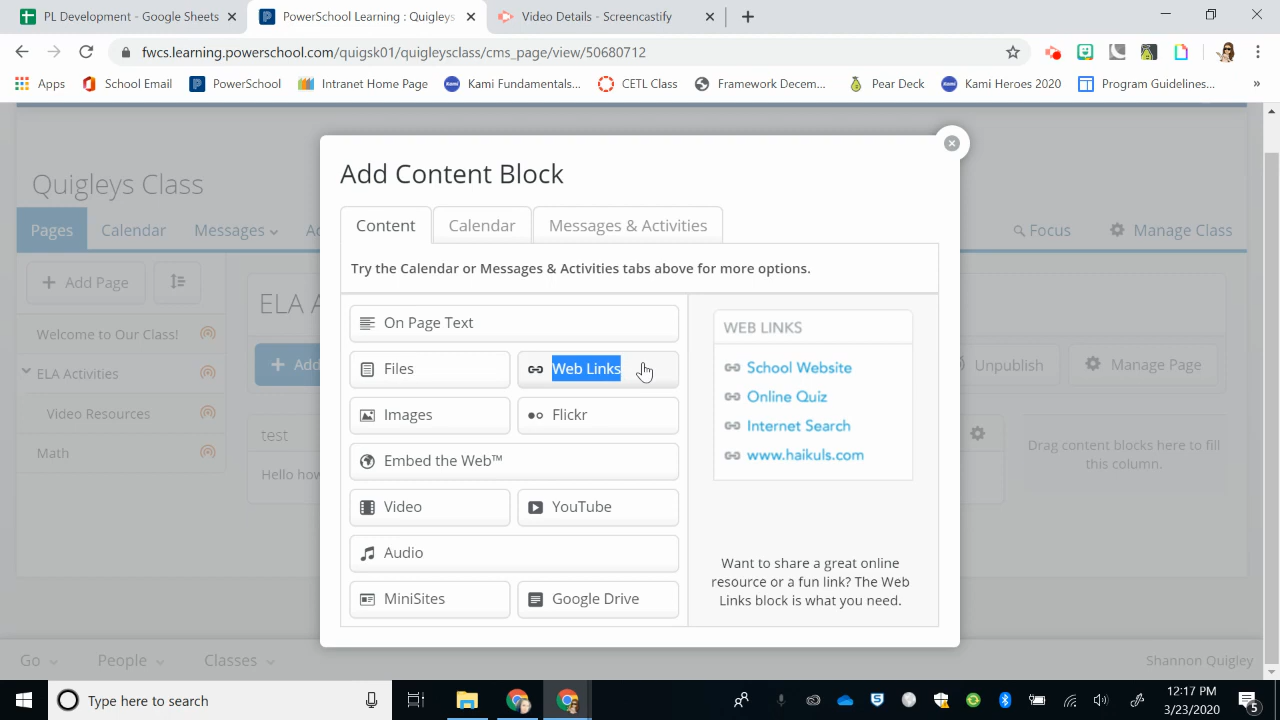 PL Development - Google Sheets
PowerSchool Learning : Quigleys
Video Details - Screencastify
fwcs.learning.powerschool.com/quigsk01/quigleysclass/cms_page/view/50680712
Apps
School Email
PowerSchool
Intranet Home Page
Kami Fundamentals...
CETL Class
Framework Decem...
Pear Deck
Kami Heroes 2020
Program Guidelines...
»
Quigleys Class
Pages
Calendar
Messages
Ac
Focus
Manage Class
Add Page
Welcome to Our Class!
ELA Activities
Video Resources
Math
ELA A
Add
Unpublish
Manage Page
test
Hello how
Drag content blocks here to fill
this column.
Add Content Block
Content
Calendar
Messages & Activities
Try the Calendar or Messages & Activities tabs above for more options.
On Page Text
Files
Web Links
Images
Flickr
Embed the Web™
Video
YouTube
Audio
MiniSites
Google Drive
WEB LINKS
School Website
Online Quiz
Internet Search
www.haikuls.com
Want to share a great online
resource or a fun link? The Web
Links block is what you need.
Go
People
Classes
Shannon Quigley
Type here to search
12:17 PM
3/23/2020
5